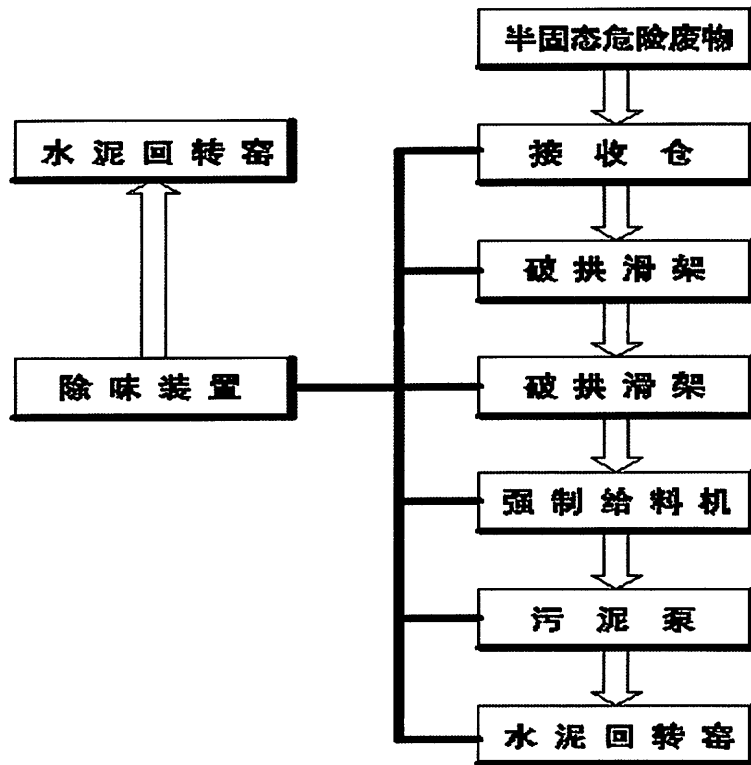 半固态危险废物
水泥回转窑
接收仓
破拱滑架
除味装置
破拱滑架
强制给料机
污泥泵
水泥回转窑